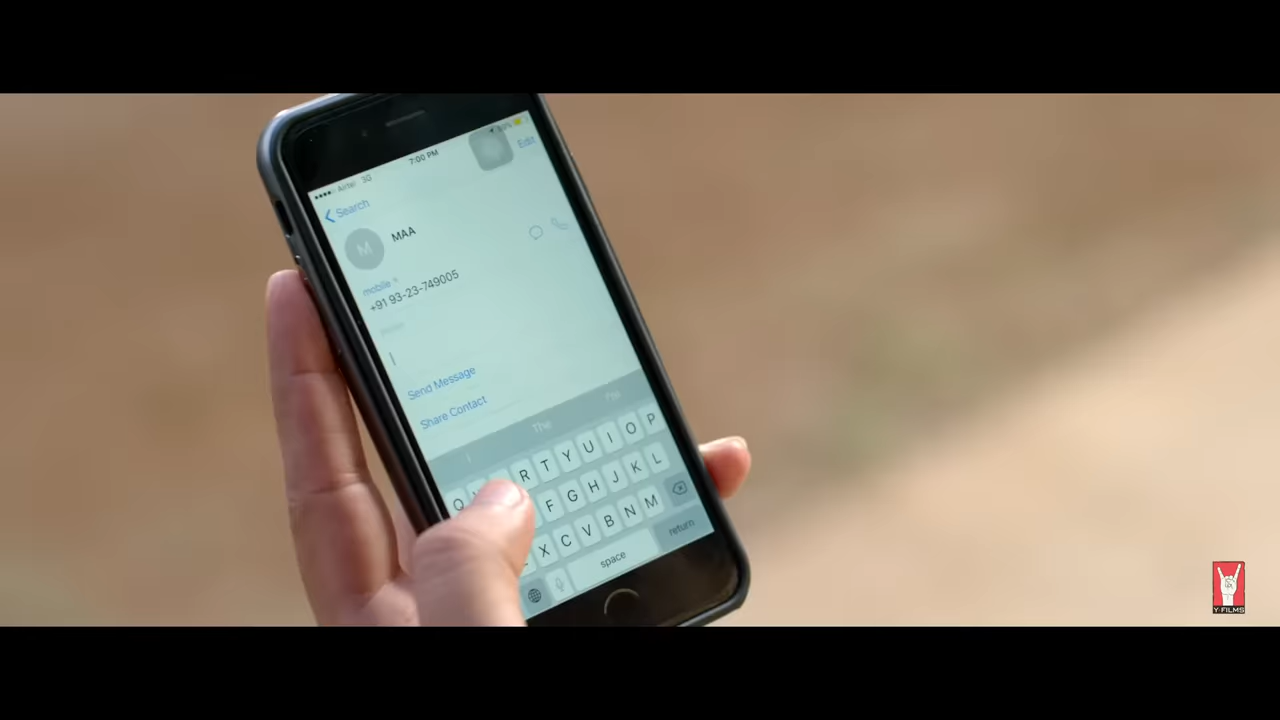 Airtel 3G 7:00 PM
Search Edit
M MAA
mobile
+91 93-23-749005
Send Message
Share Contact
I The I'm
Q R T Y U I O P
F G H J K L
X C V B N M
space return
Y-FILMS